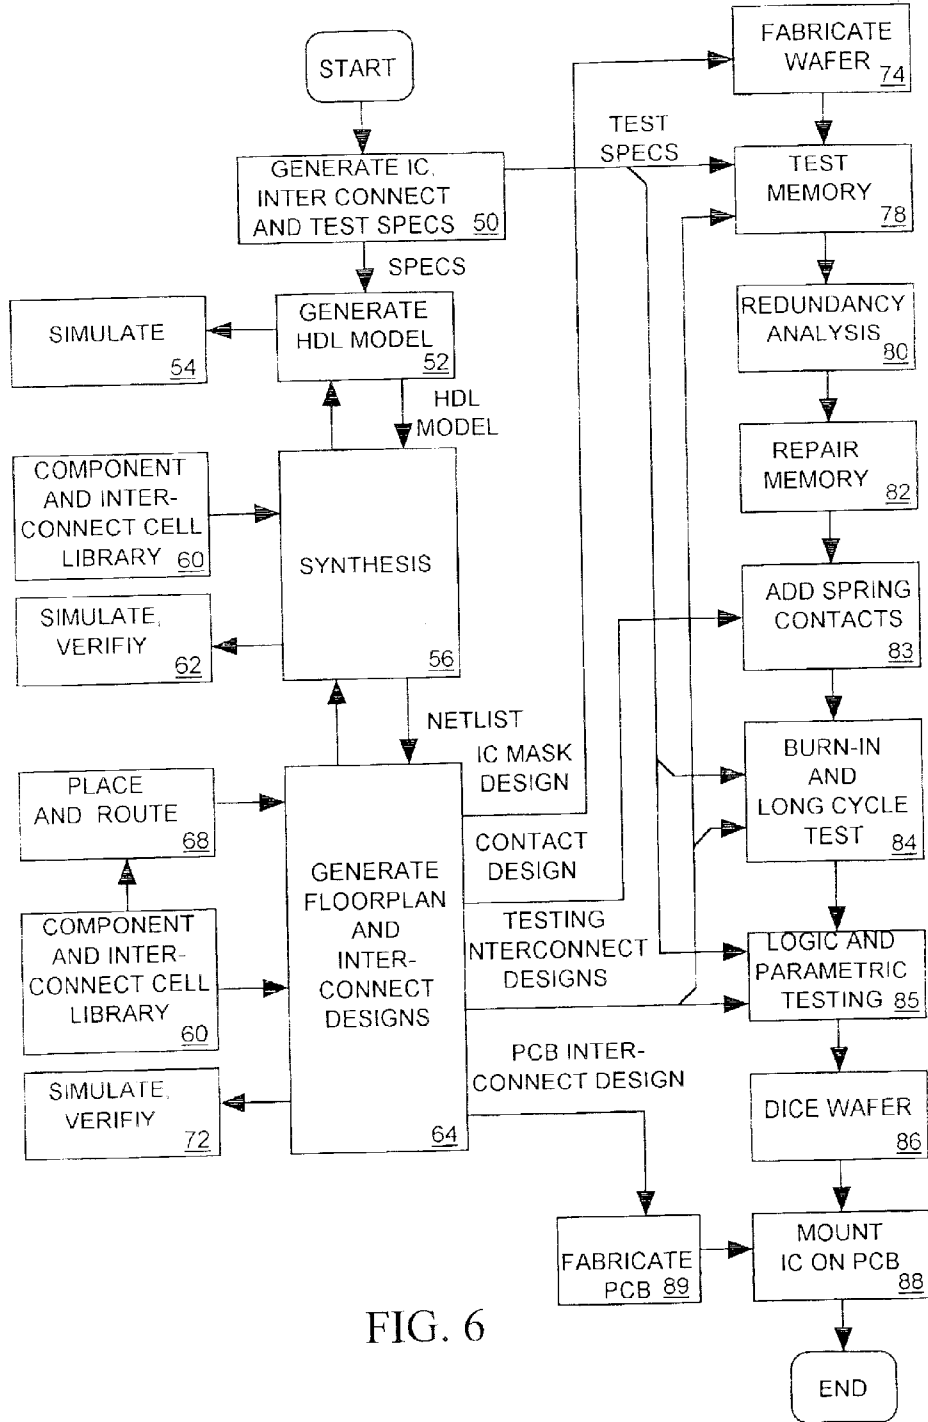 START
GENERATE IC,
INTER CONNECT
AND TEST SPECS 50
SPECS
GENERATE
HDL MODEL
52
SIMULATE
54
HDL
MODEL
COMPONENT
AND INTER-
CONNECT CELL
LIBRARY 60
SYNTHESIS
56
SIMULATE,
VERIFIY
62
NETLIST
PLACE
AND ROUTE
68
COMPONENT
AND INTER-
CONNECT CELL
LIBRARY
60
GENERATE
FLOORPLAN
AND
INTER-
CONNECT
DESIGNS
64
SIMULATE,
VERIFIY
72
TEST
SPECS
IC MASK
DESIGN
CONTACT
DESIGN
TESTING
INTERCONNECT
DESIGNS
PCB INTER-
CONNECT DESIGN
FABRICATE
WAFER
74
TEST
MEMORY
78
REDUNDANCY
ANALYSIS
80
REPAIR
MEMORY
82
ADD SPRING
CONTACTS
83
BURN-IN
AND
LONG CYCLE
TEST
84
LOGIC AND
PARAMETRIC
TESTING 85
DICE WAFER
86
FABRICATE
PCB 89
MOUNT
IC ON PCB
88
END
FIG. 6